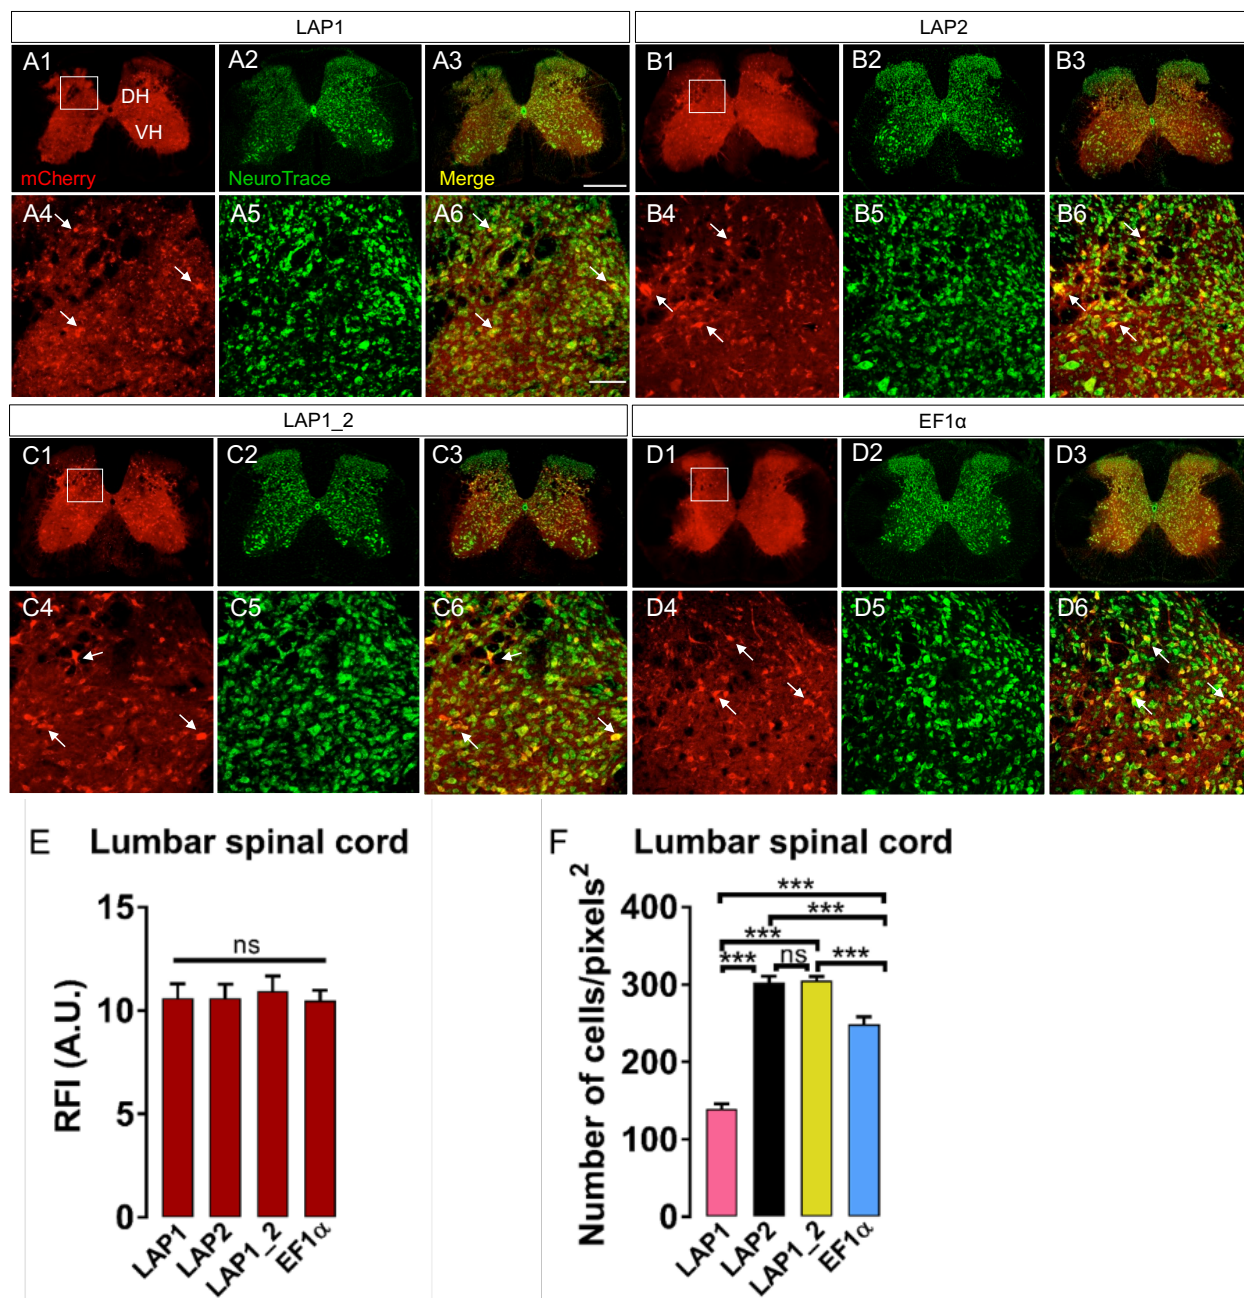 LAP1 LAP2
A1 A2 A3 B1 B2 B3
DH
VH
mCherry NeuroTrace Merge
A4 A5 A6 B4 B5 B6
LAP1_2 EF1α
C1 C2 C3 D1 D2 D3
C4 C5 C6 D4 D5 D6
E Lumbar spinal cord
RFI (A.U.)
15
10
5
0
ns
LAP1 LAP2 LAP1_2 EF1α
F Lumbar spinal cord
Number of cells/pixels²
400
300
200
100
0
***
***
***
*** ns ***
LAP1 LAP2 LAP1_2 EF1α